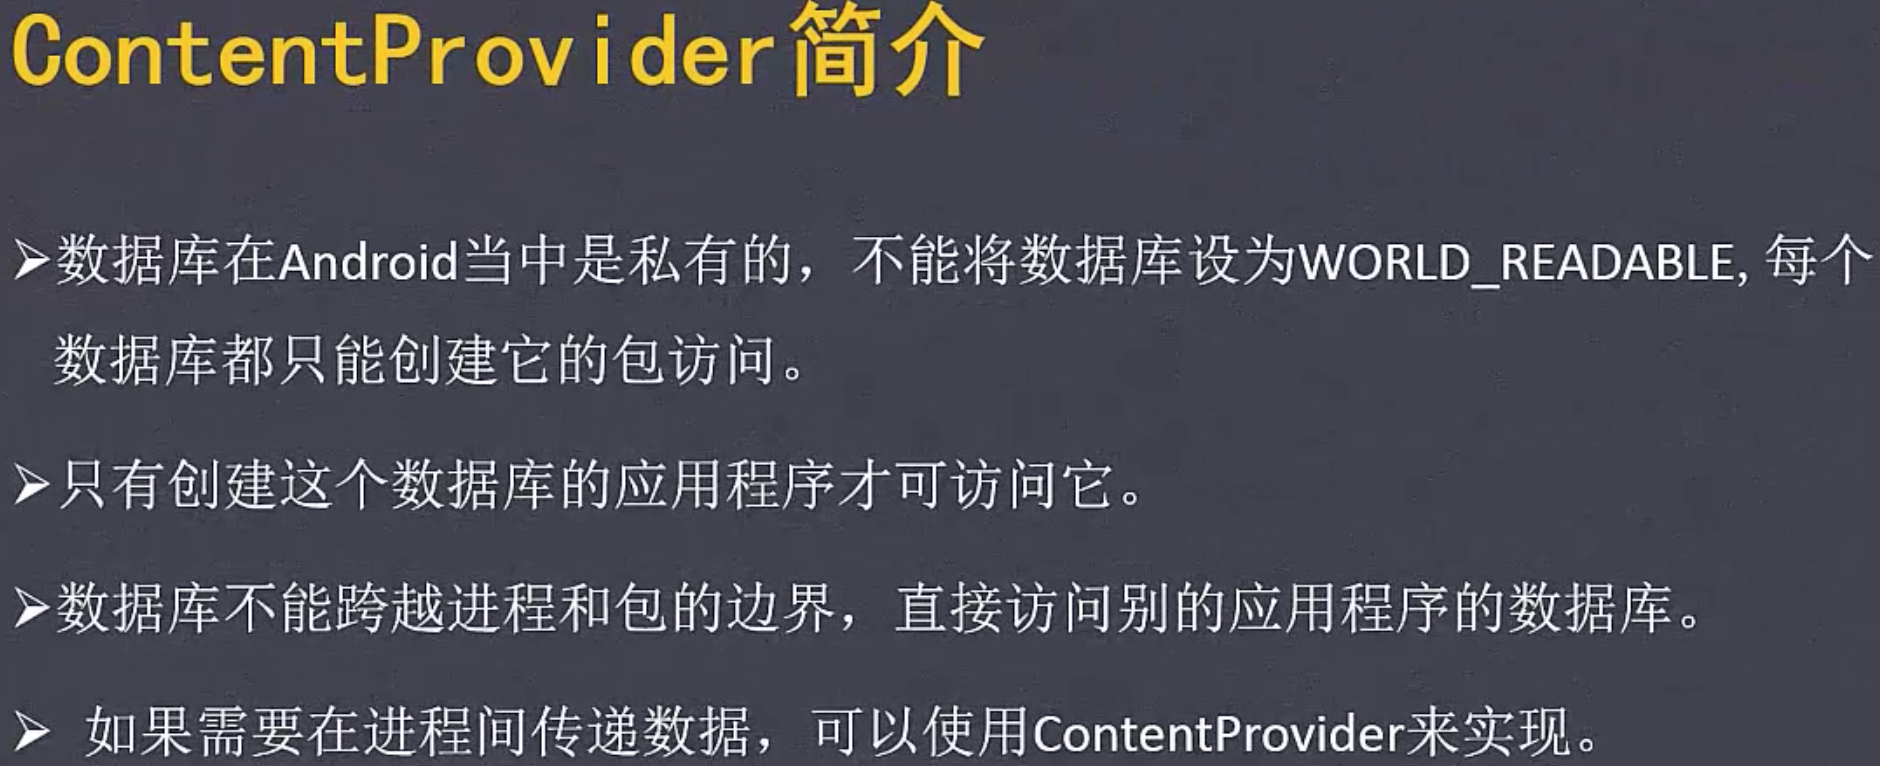 ContentProvider简介
➢数据库在Android当中是私有的，不能将数据库设为WORLD_READABLE, 每个
数据库都只能创建它的包访问。
➢只有创建这个数据库的应用程序才可访问它。
➢数据库不能跨越进程和包的边界，直接访问别的应用程序的数据库。
➢ 如果需要在进程间传递数据，可以使用ContentProvider来实现。